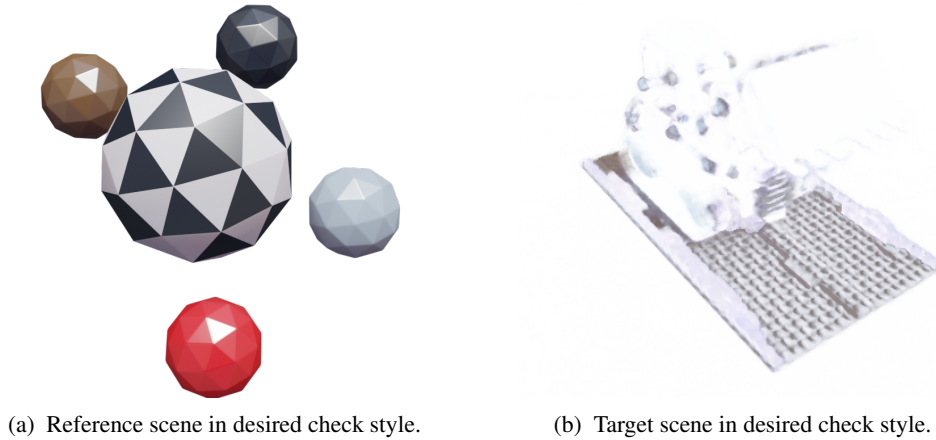 (a) Reference scene in desired check style.
(b) Target scene in desired check style.